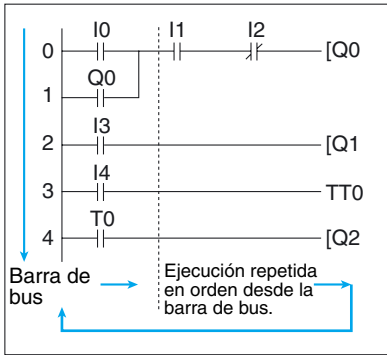 I0 I1 I2
0 [Q0
Q0
1
I3
2 [Q1
I4
3 TT0
T0
4 [Q2
Barra de
bus
Ejecución repetida
en orden desde la
barra de bus.